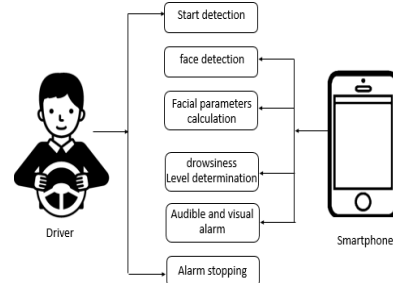 Start detection
face detection
Facial parameters
calculation
drowsiness
Level determination
Audible and visual
alarm
Alarm stopping
Driver
Smartphone